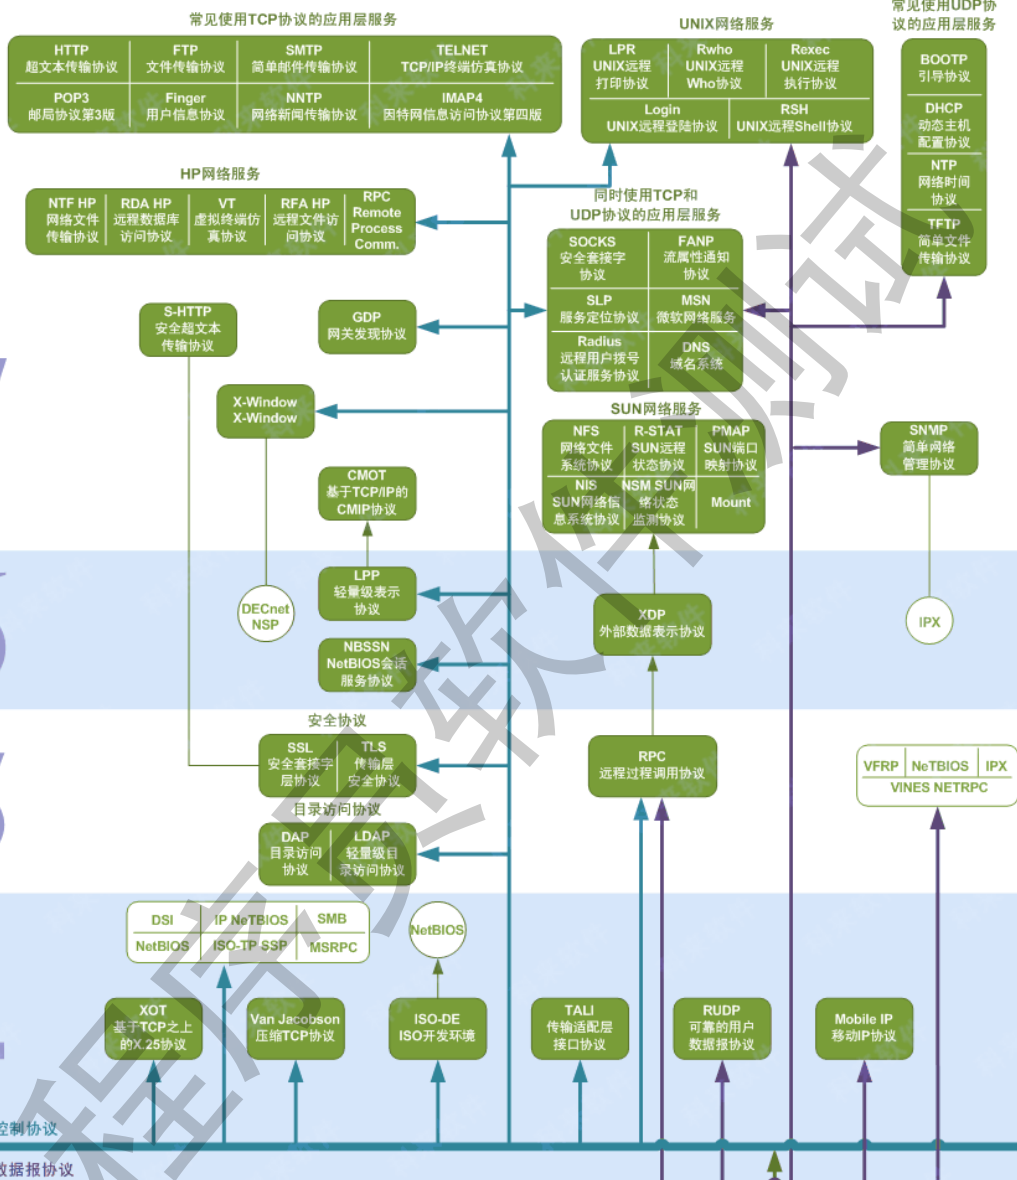 常见使用TCP协议的应用层服务
HTTP
超文本传输协议
FTP
文件传输协议
SMTP
简单邮件传输协议
TELNET
TCP/IP终端仿真协议
POP3
邮局协议第3版
Finger
用户信息协议
NNTP
网络新闻传输协议
IMAP4
因特网信息访问协议第四版
UNIX网络服务
LPR
UNIX远程
打印协议
Rwho
UNIX远程
Who协议
Rexec
UNIX远程
执行协议
Login
UNIX远程登陆协议
RSH
UNIX远程Shell协议
常见使用UDP协
议的应用层服务
BOOTP
引导协议
DHCP
动态主机
配置协议
NTP
网络时间
协议
TFTP
简单文件
传输协议
HP网络服务
NTF HP
网络文件
传输协议
RDA HP
远程数据库
访问协议
VT
虚拟终端仿
真协议
RFA HP
远程文件访
问协议
RPC
Remote
Process
Comm.
同时使用TCP和
UDP协议的应用层服务
SOCKS
安全套接字
协议
FANP
流属性通知
协议
SLP
服务定位协议
MSN
微软网络服务
Radius
远程用户拨号
认证服务协议
DNS
域名系统
S-HTTP
安全超文本
传输协议
GDP
网关发现协议
X-Window
X-Window
SUN网络服务
NFS
网络文件
系统协议
R-STAT
SUN远程
状态协议
PMAP
SUN端口
映射协议
NIS
SUN网络信
息系统协议
NSM SUN网
络状态
监测协议
Mount
SNMP
简单网络
管理协议
CMOT
基于TCP/IP的
CMIP协议
LPP
轻量级表示
协议
DECnet
NSP
XDP
外部数据表示协议
IPX
NBSSN
NetBIOS会话
服务协议
安全协议
SSL
安全套接字
层协议
TLS
传输层
安全协议
RPC
远程过程调用协议
VFRP
NeTBIOS
IPX
VINES NETRPC
目录访问协议
DAP
目录访问
协议
LDAP
轻量级目
录访问协议
DSI
IP NeTBIOS
SMB
NetBIOS
ISO-TP SSP
MSRPC
NetBIOS
XOT
基于TCP之上
的X.25协议
Van Jacobson
压缩TCP协议
ISO-DE
ISO开发环境
TALI
传输适配层
接口协议
RUDP
可靠的用户
数据报协议
Mobile IP
移动IP协议
控制协议
数据报协议
程序员软件测试